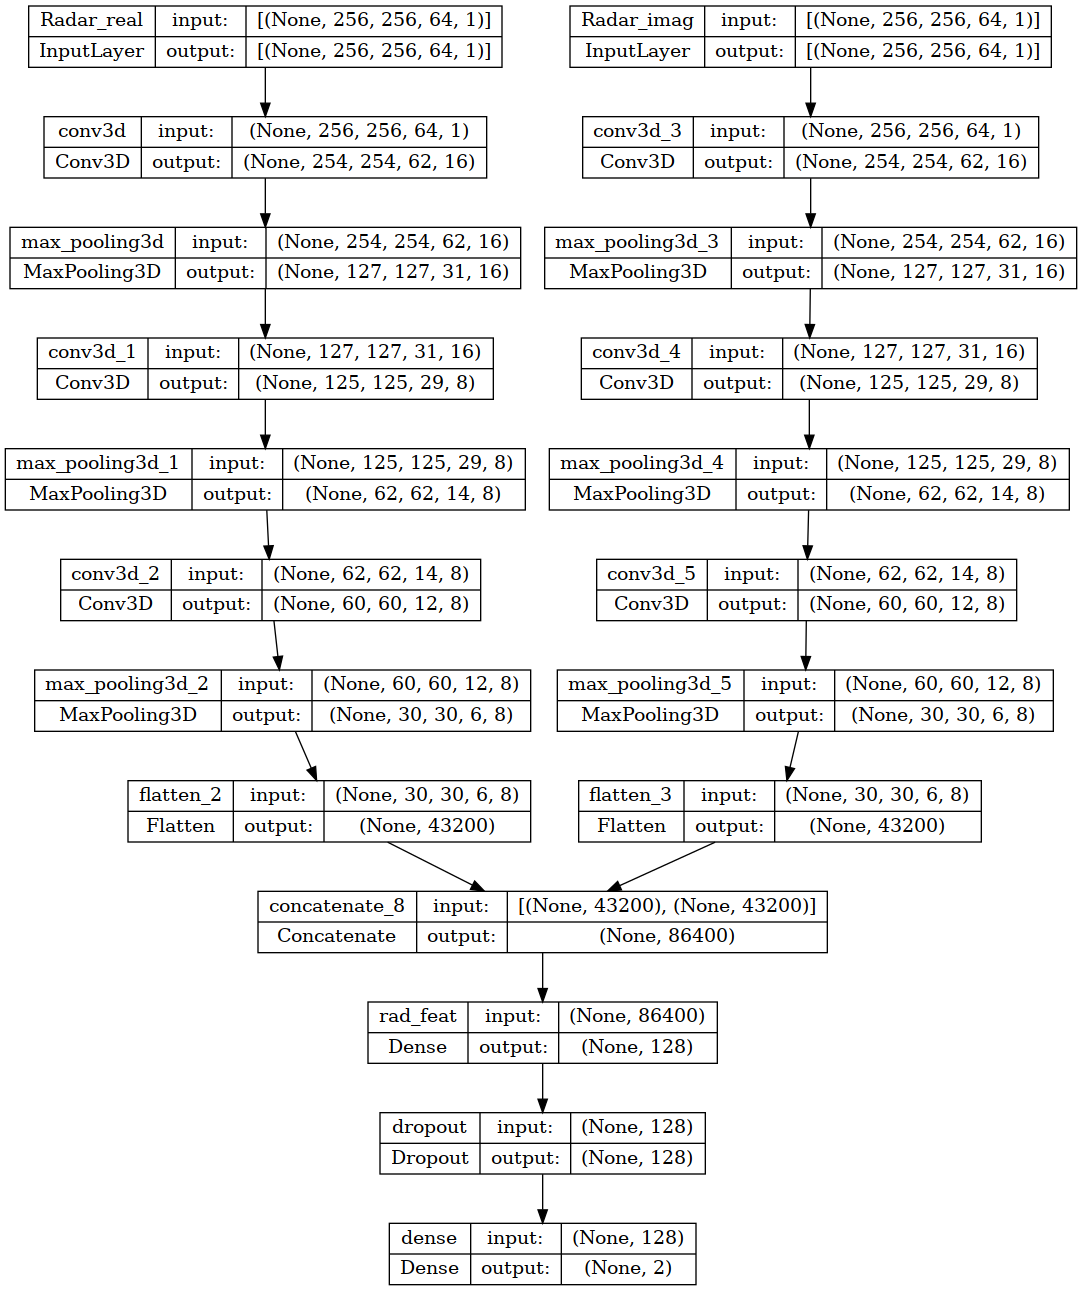 Radar_real input: [(None, 256, 256, 64, 1)]
InputLayer output: [(None, 256, 256, 64, 1)]
Radar_imag input: [(None, 256, 256, 64, 1)]
InputLayer output: [(None, 256, 256, 64, 1)]
conv3d input: (None, 256, 256, 64, 1)
Conv3D output: (None, 254, 254, 62, 16)
conv3d_3 input: (None, 256, 256, 64, 1)
Conv3D output: (None, 254, 254, 62, 16)
max_pooling3d input: (None, 254, 254, 62, 16)
MaxPooling3D output: (None, 127, 127, 31, 16)
max_pooling3d_3 input: (None, 254, 254, 62, 16)
MaxPooling3D output: (None, 127, 127, 31, 16)
conv3d_1 input: (None, 127, 127, 31, 16)
Conv3D output: (None, 125, 125, 29, 8)
conv3d_4 input: (None, 127, 127, 31, 16)
Conv3D output: (None, 125, 125, 29, 8)
max_pooling3d_1 input: (None, 125, 125, 29, 8)
MaxPooling3D output: (None, 62, 62, 14, 8)
max_pooling3d_4 input: (None, 125, 125, 29, 8)
MaxPooling3D output: (None, 62, 62, 14, 8)
conv3d_2 input: (None, 62, 62, 14, 8)
Conv3D output: (None, 60, 60, 12, 8)
conv3d_5 input: (None, 62, 62, 14, 8)
Conv3D output: (None, 60, 60, 12, 8)
max_pooling3d_2 input: (None, 60, 60, 12, 8)
MaxPooling3D output: (None, 30, 30, 6, 8)
max_pooling3d_5 input: (None, 60, 60, 12, 8)
MaxPooling3D output: (None, 30, 30, 6, 8)
flatten_2 input: (None, 30, 30, 6, 8)
Flatten output: (None, 43200)
flatten_3 input: (None, 30, 30, 6, 8)
Flatten output: (None, 43200)
concatenate_8 input: [(None, 43200), (None, 43200)]
Concatenate output: (None, 86400)
rad_feat input: (None, 86400)
Dense output: (None, 128)
dropout input: (None, 128)
Dropout output: (None, 128)
dense input: (None, 128)
Dense output: (None, 2)